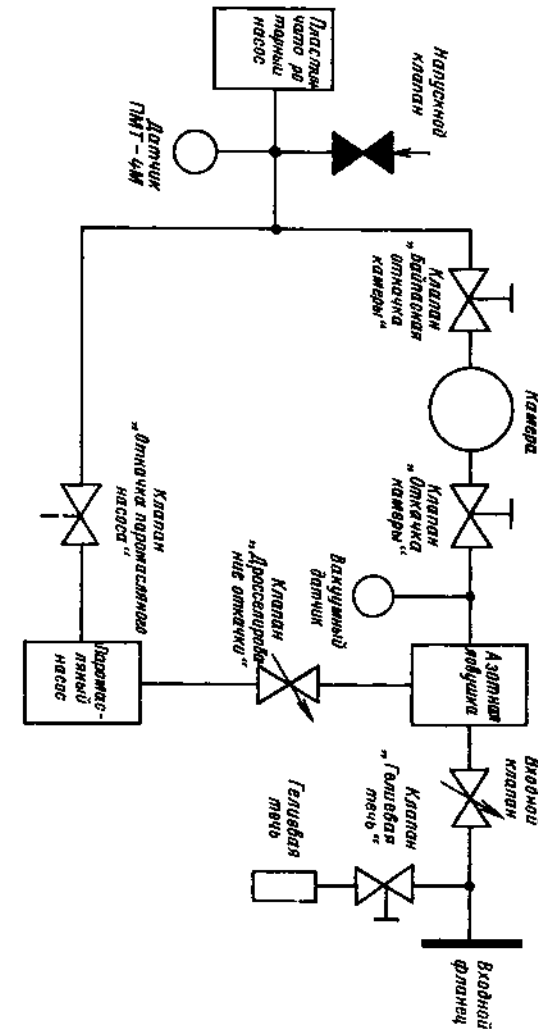 Пластин-
чато ро
торный
насос
Напускной
клапан
Датчик
ПМТ-4М
Клапан
„Байпасная
откачка
камеры"
Камера
Клапан
„Откачка
камеры"
Вакуумный
датчик
Клапан
„Откачка паромасляного
насоса"
Клапан
„Дросселирова-
ние откачки"
Паромас-
ляный
насос
Азотная
ловушка
Входной
клапан
Клапан
„Гелиевая
течь"
Гелиевая
течь
Входной
фланец